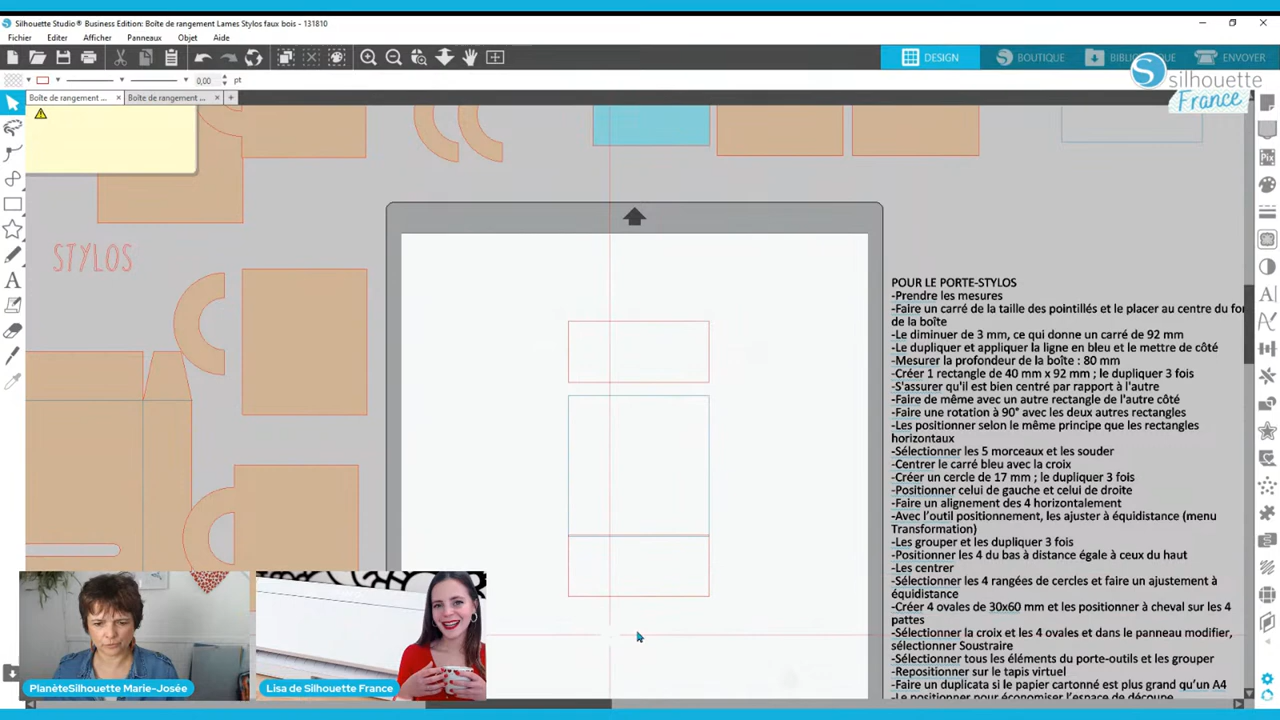 Silhouette Studio® Business Edition: Boîte de rangement Lames Stylos faux bois - 131810
Fichier Editer Afficher Panneaux Objet Aide
DESIGN BOUTIQUE BIBLI ENVOYER
0,00 pt
silhouette
France
Boîte de rangement ... × Boîte de rangement ... × +
STYLOS
POUR LE PORTE-STYLOS
-Prendre les mesures
-Faire un carré de la taille des pointillés et le placer au centre du for
de la boîte
-Le diminuer de 3 mm, ce qui donne un carré de 92 mm
-Le dupliquer et appliquer la ligne en bleu et le mettre de côté
-Mesurer la profondeur de la boîte : 80 mm
-Créer 1 rectangle de 40 mm x 92 mm ; le dupliquer 3 fois
-S'assurer qu'il est bien centré par rapport à l'autre
-Faire de même avec un autre rectangle de l'autre côté
-Faire une rotation à 90° avec les deux autres rectangles
-Les positionner selon le même principe que les rectangles
horizontaux
-Sélectionner les 5 morceaux et les souder
-Centrer le carré bleu avec la croix
-Créer un cercle de 17 mm ; le dupliquer 3 fois
-Positionner celui de gauche et celui de droite
-Faire un alignement des 4 horizontalement
-Avec l'outil positionnement, les ajuster à équidistance (menu
Transformation)
-Les grouper et les dupliquer 3 fois
-Positionner les 4 du bas à distance égale à ceux du haut
-Les centrer
-Sélectionner les 4 rangées de cercles et faire un ajustement à
équidistance
-Créer 4 ovales de 30x60 mm et les positionner à cheval sur les 4
pattes
-Sélectionner la croix et les 4 ovales et dans le panneau modifier,
sélectionner Soustraire
-Sélectionner tous les éléments du porte-outils et les grouper
-Repositionner sur le tapis virtuel
-Faire un duplicata si le papier cartonné est plus grand qu'un A4
-Le positionner pour économiser l'espace de découpe
PlanèteSilhouette Marie-Josée
Lisa de Silhouette France